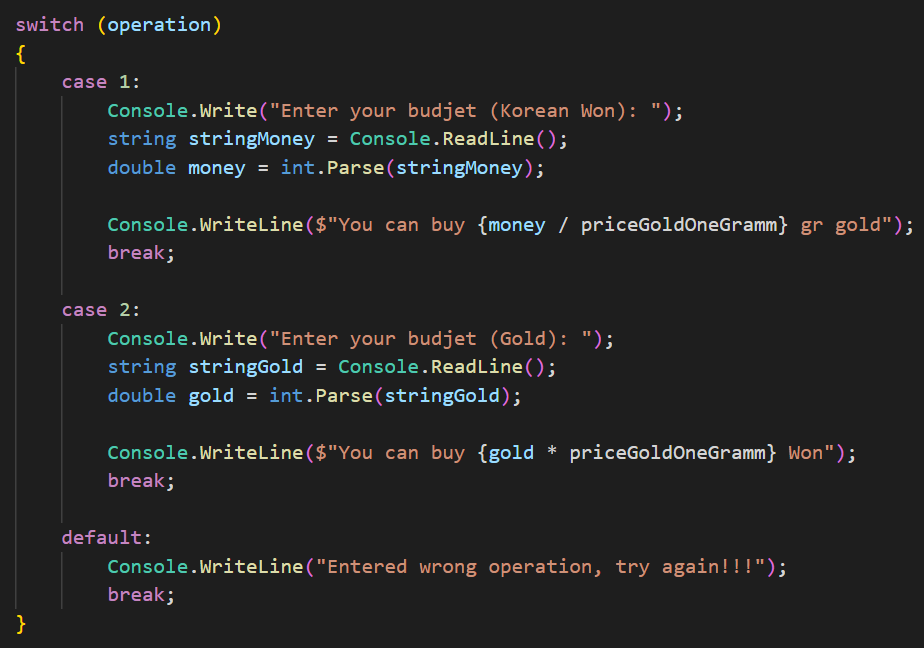 switch (operation)
{
    case 1:
        Console.Write("Enter your budjet (Korean Won): ");
        string stringMoney = Console.ReadLine();
        double money = int.Parse(stringMoney);

        Console.WriteLine($"You can buy {money / priceGoldOneGramm} gr gold");
        break;

    case 2:
        Console.Write("Enter your budjet (Gold): ");
        string stringGold = Console.ReadLine();
        double gold = int.Parse(stringGold);

        Console.WriteLine($"You can buy {gold * priceGoldOneGramm} Won");
        break;

    default:
        Console.WriteLine("Entered wrong operation, try again!!!");
        break;
}